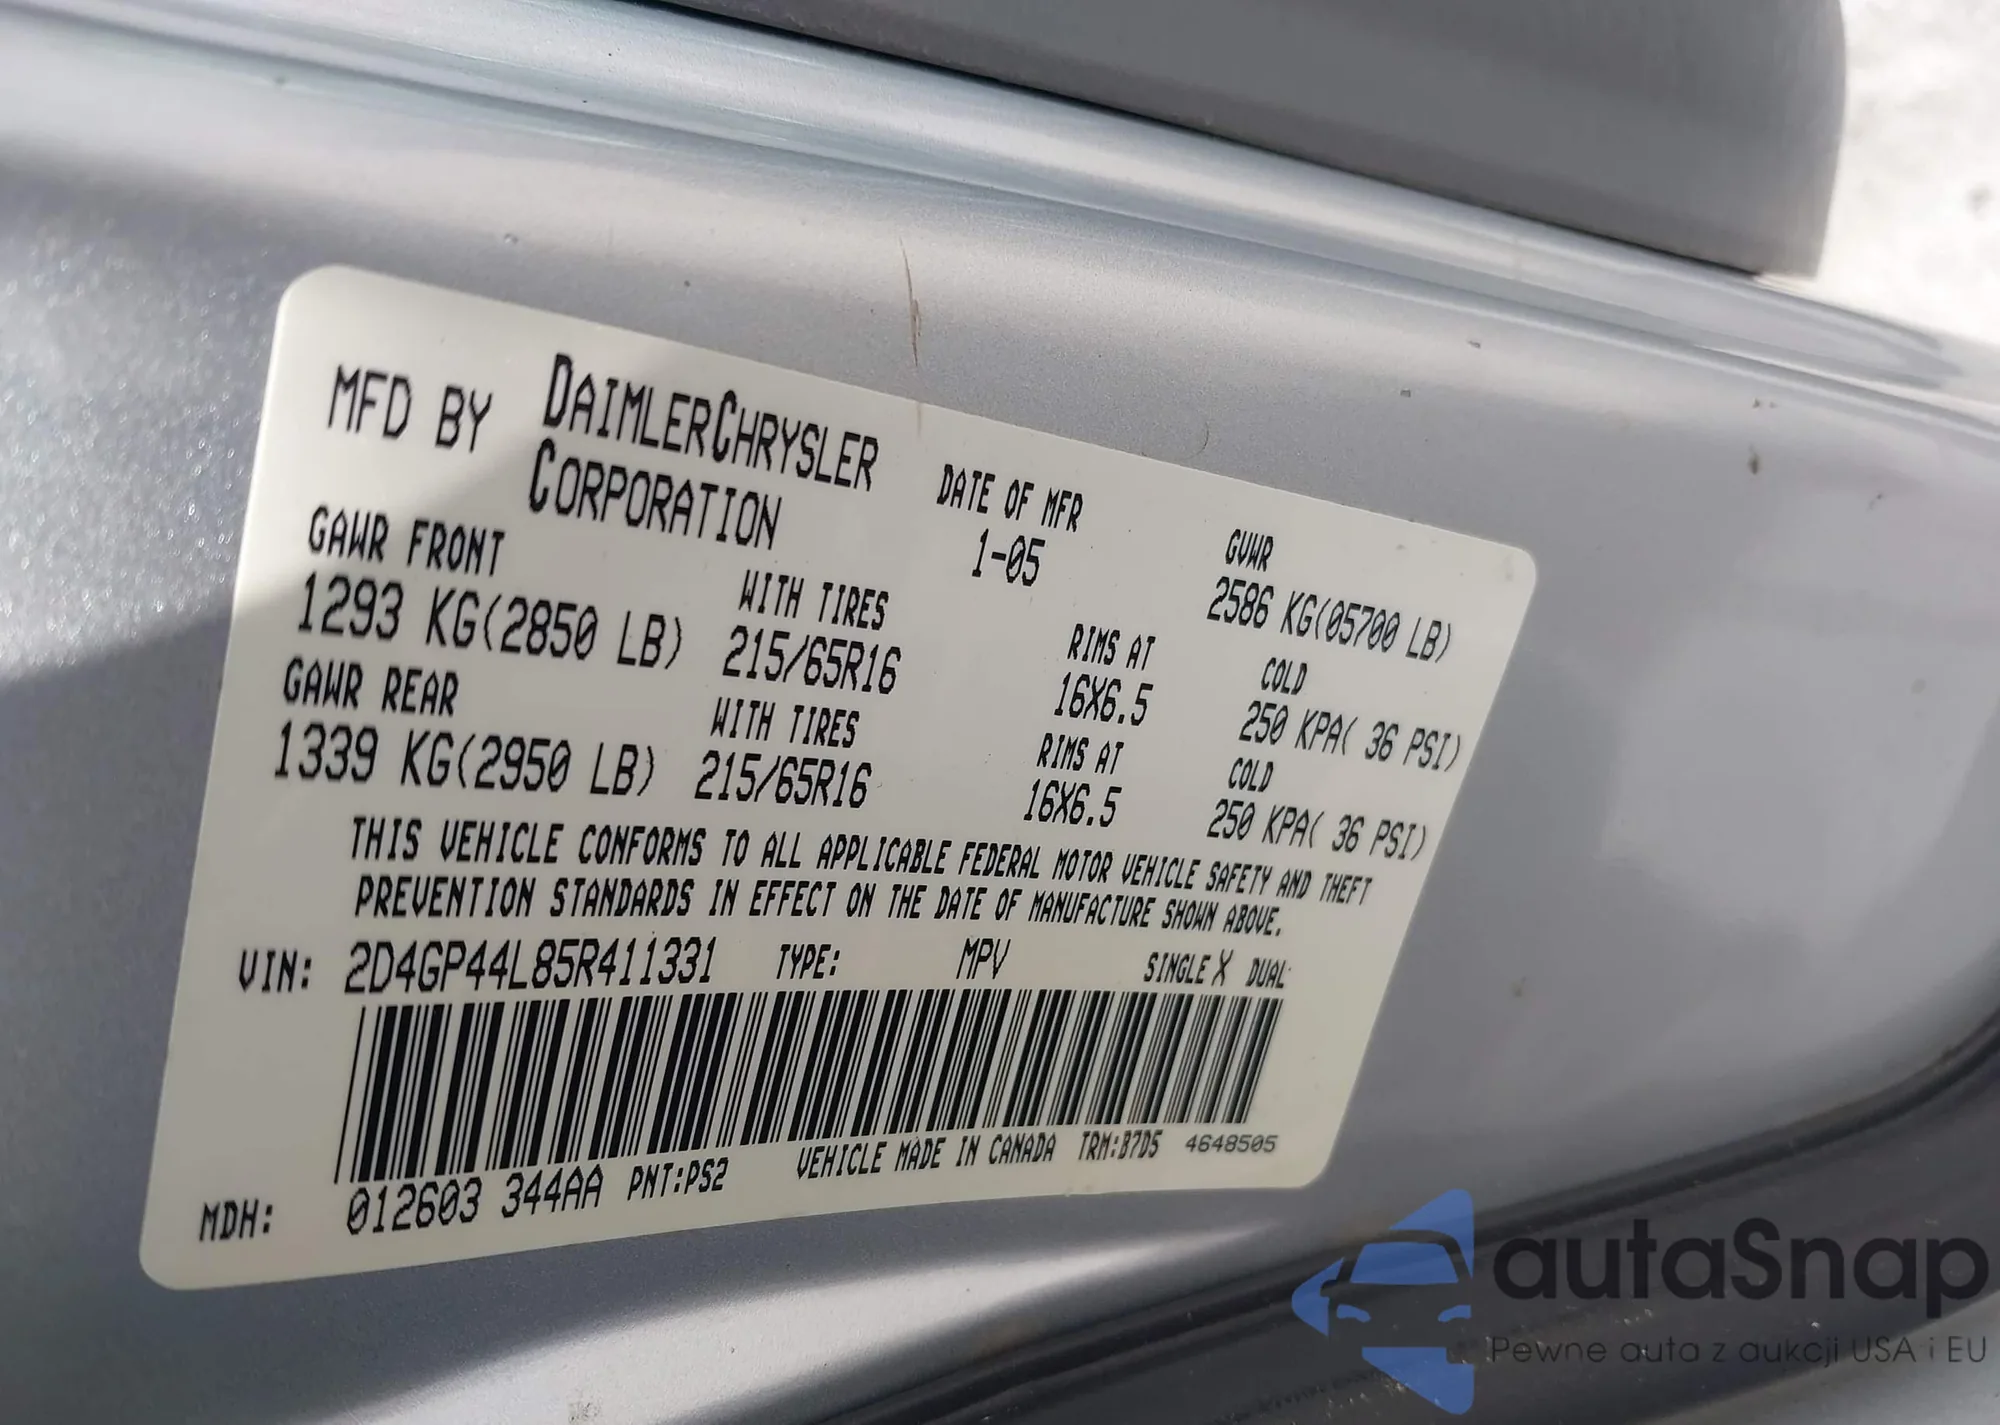 MFD BY DAIMLERCHRYSLER CORPORATION
DATE OF MFR 1-05
GVWR 2586 KG(05700 LB)
GAWR FRONT WITH TIRES RIMS AT COLD
1293 KG(2850 LB) 215/65R16 16X6.5 250 KPA( 36 PSI)
GAWR REAR WITH TIRES RIMS AT COLD
1339 KG(2950 LB) 215/65R16 16X6.5 250 KPA( 36 PSI)
THIS VEHICLE CONFORMS TO ALL APPLICABLE FEDERAL MOTOR VEHICLE SAFETY AND THEFT
PREVENTION STANDARDS IN EFFECT ON THE DATE OF MANUFACTURE SHOWN ABOVE.
VIN: 2D4GP44L85R411331 TYPE: MPV SINGLE X DUAL
MDH: 012603 344AA PNT:PS2 VEHICLE MADE IN CANADA TRM:B7D5 4648505
autaSnap
Pewne auta z aukcji USA i EU